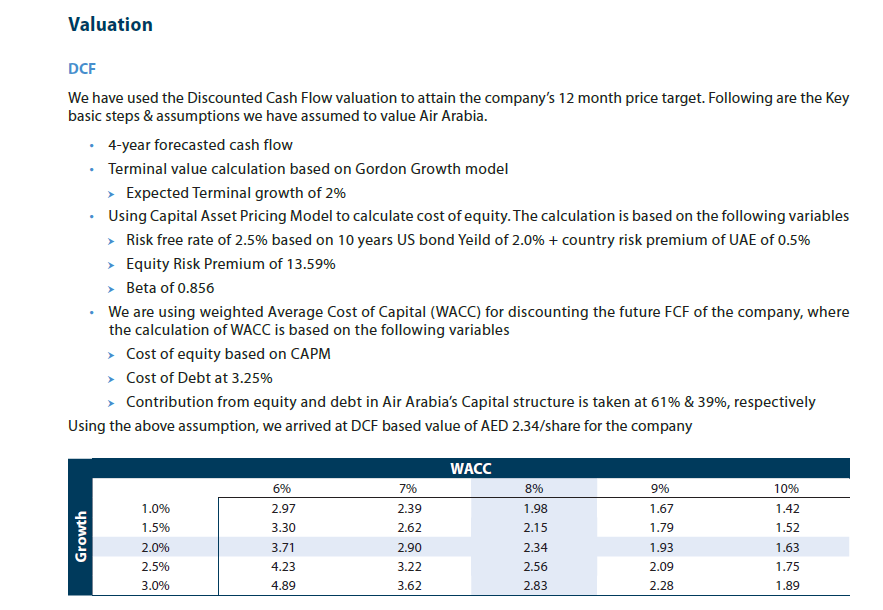 Valuation
DCF
We have used the Discounted Cash Flow valuation to attain the company's 12 month price target. Following are the Key
basic steps & assumptions we have assumed to value Air Arabia.
• 4-year forecasted cash flow
• Terminal value calculation based on Gordon Growth model
➢ Expected Terminal growth of 2%
• Using Capital Asset Pricing Model to calculate cost of equity. The calculation is based on the following variables
➢ Risk free rate of 2.5% based on 10 years US bond Yeild of 2.0% + country risk premium of UAE of 0.5%
➢ Equity Risk Premium of 13.59%
➢ Beta of 0.856
• We are using weighted Average Cost of Capital (WACC) for discounting the future FCF of the company, where
the calculation of WACC is based on the following variables
➢ Cost of equity based on CAPM
➢ Cost of Debt at 3.25%
➢ Contribution from equity and debt in Air Arabia's Capital structure is taken at 61% & 39%, respectively
Using the above assumption, we arrived at DCF based value of AED 2.34/share for the company
WACC
6% 7% 8% 9% 10%
Growth
1.0% 2.97 2.39 1.98 1.67 1.42
1.5% 3.30 2.62 2.15 1.79 1.52
2.0% 3.71 2.90 2.34 1.93 1.63
2.5% 4.23 3.22 2.56 2.09 1.75
3.0% 4.89 3.62 2.83 2.28 1.89